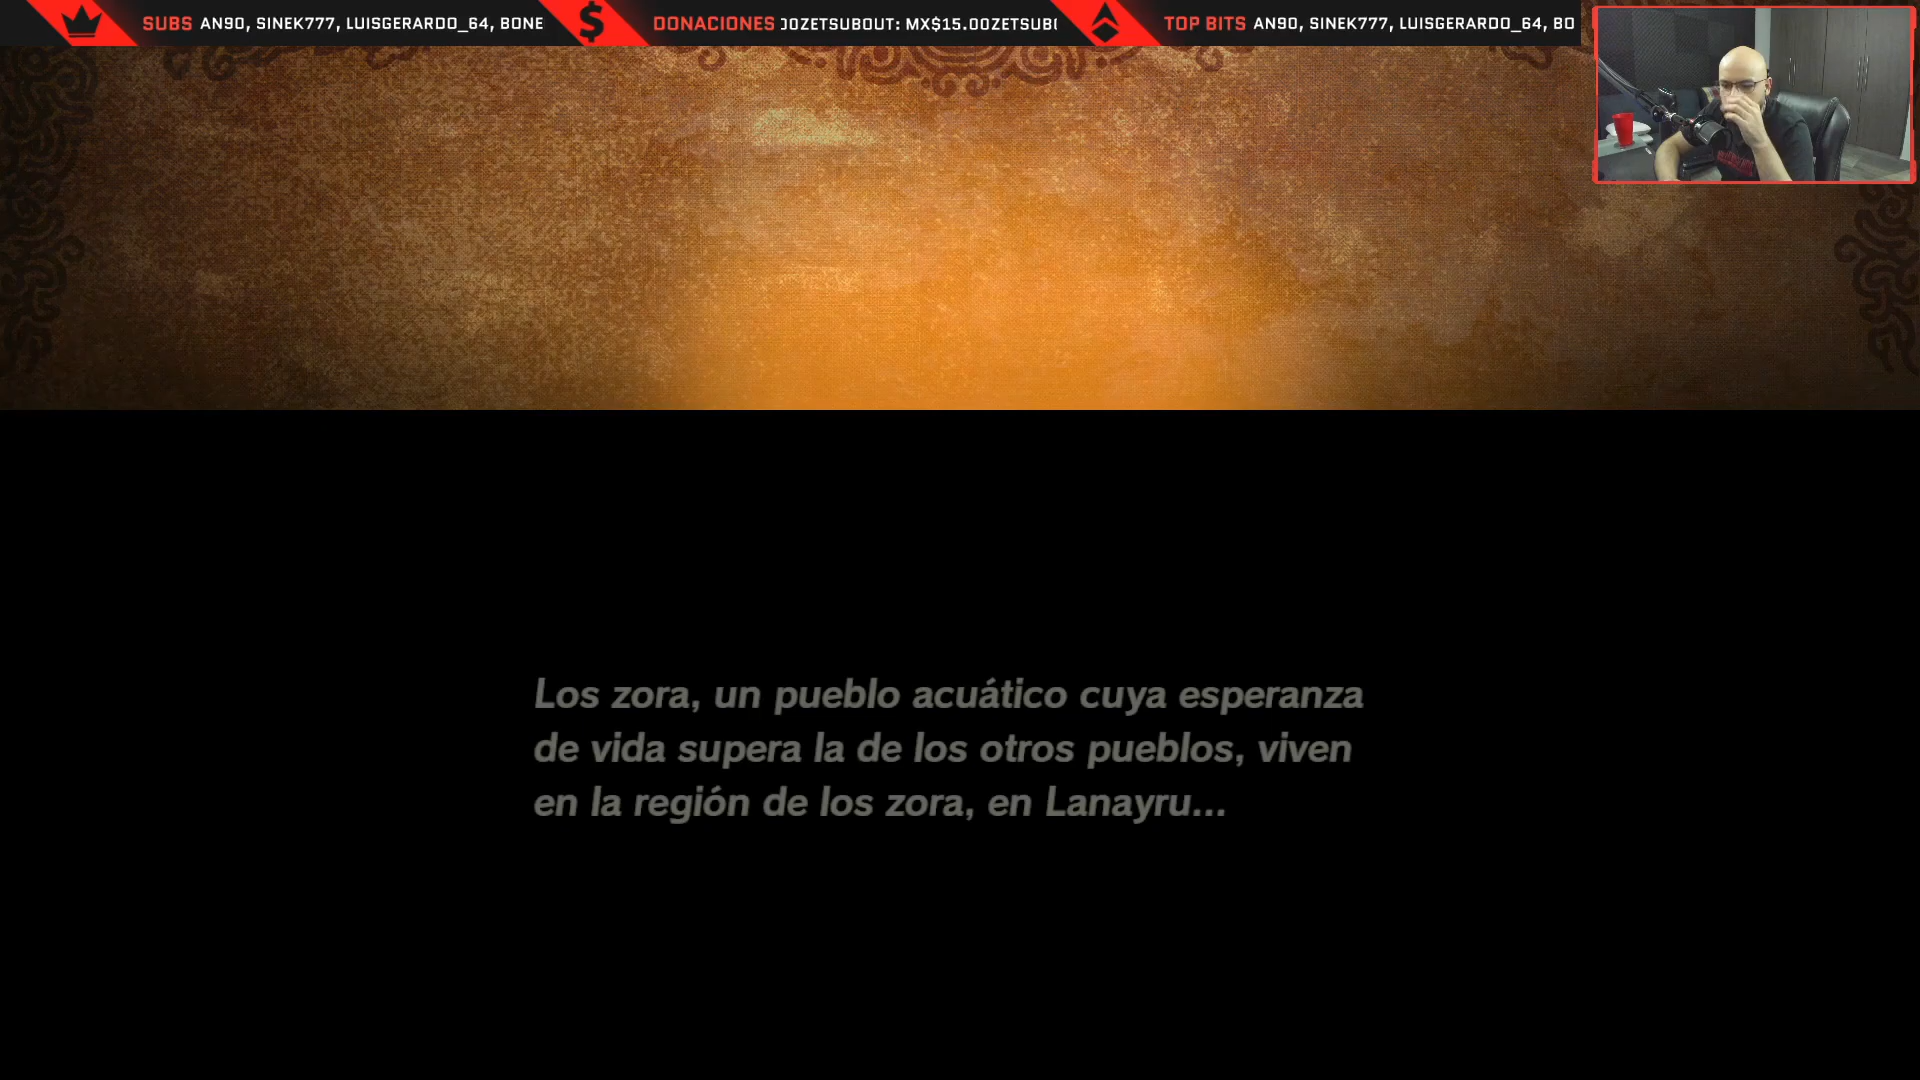 SUBS AN90, SINEK777, LUISGERARDO_64, BONE
DONACIONES JOZETSUBOUT: MX$15.00ZETSUB
TOP BITS AN90, SINEK777, LUISGERARDO_64, BO
Los zora, un pueblo acuático cuya esperanza
de vida supera la de los otros pueblos, viven
en la región de los zora, en Lanayru...